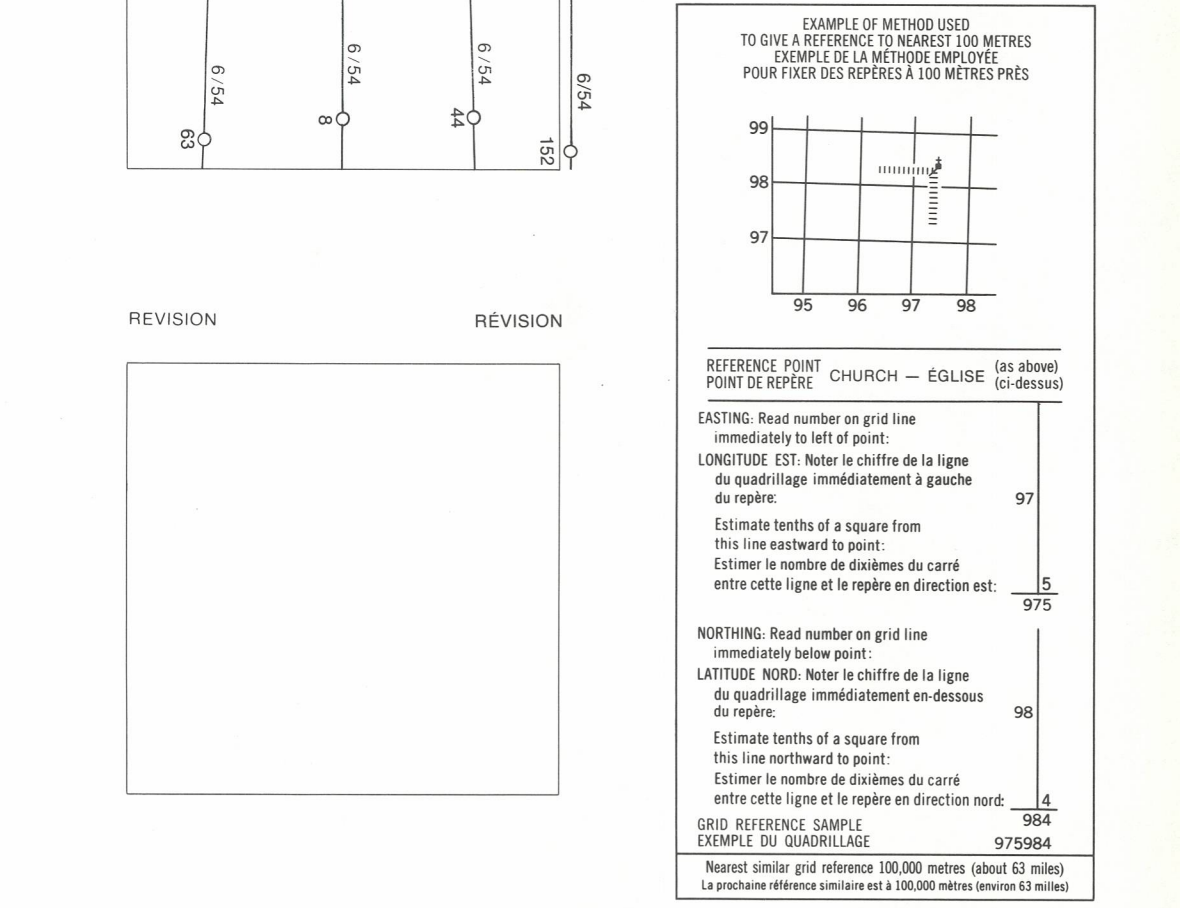 6/54
6/54
6/54
6/54
63
8
44
152
REVISION
RÉVISION
EXAMPLE OF METHOD USED
TO GIVE A REFERENCE TO NEAREST 100 METRES
EXEMPLE DE LA MÉTHODE EMPLOYÉE
POUR FIXER DES REPÈRES À 100 MÈTRES PRÈS
99
98
97
95 96 97 98
REFERENCE POINT
POINT DE REPÈRE
CHURCH — ÉGLISE
(as above)
(ci-dessus)
EASTING: Read number on grid line
immediately to left of point:
LONGITUDE EST: Noter le chiffre de la ligne
du quadrillage immédiatement à gauche
du repère: 97
Estimate tenths of a square from
this line eastward to point:
Estimer le nombre de dixièmes du carré
entre cette ligne et le repère en direction est: 5
975
NORTHING: Read number on grid line
immediately below point:
LATITUDE NORD: Noter le chiffre de la ligne
du quadrillage immédiatement en-dessous
du repère: 98
Estimate tenths of a square from
this line northward to point:
Estimer le nombre de dixièmes du carré
entre cette ligne et le repère en direction nord: 4
984
GRID REFERENCE SAMPLE
EXEMPLE DU QUADRILLAGE 975984
Nearest similar grid reference 100,000 metres (about 63 miles)
La prochaine référence similaire est à 100,000 mètres (environ 63 milles)